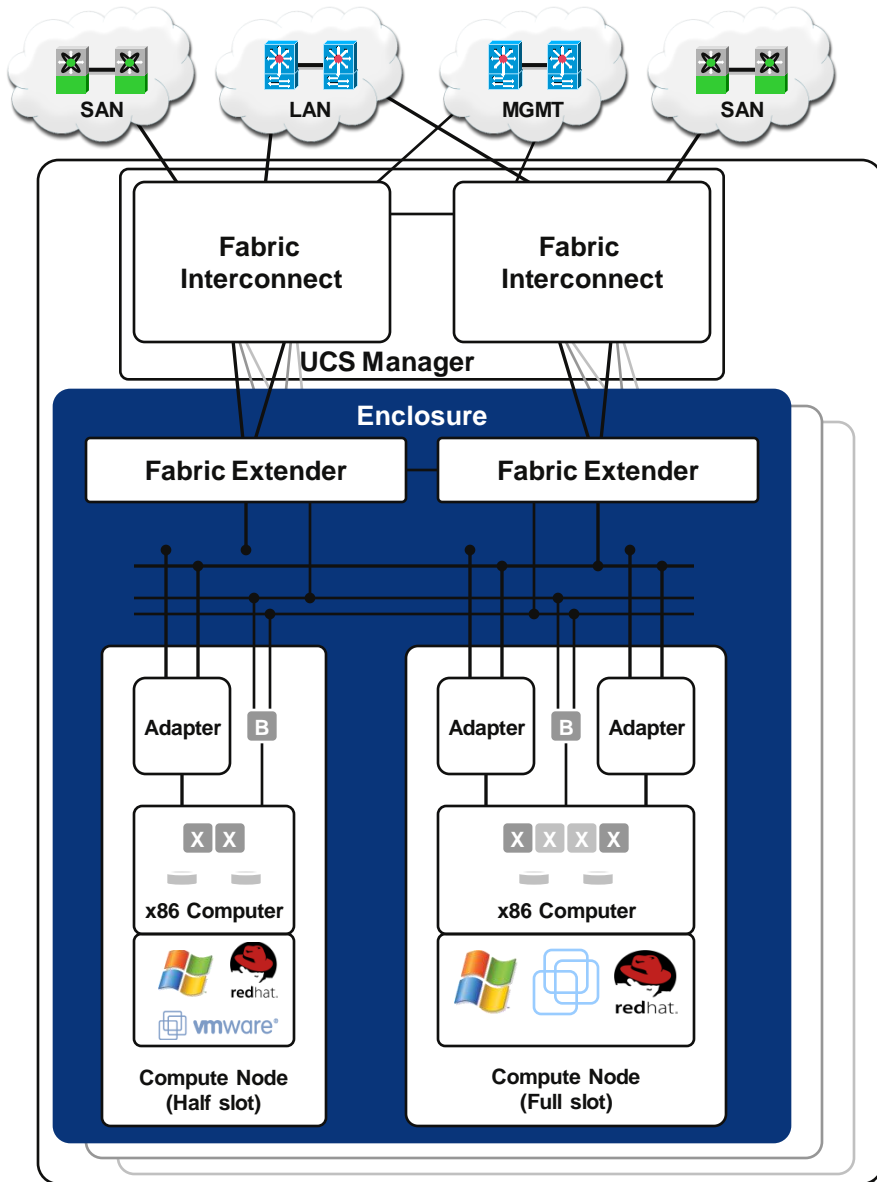 SAN
LAN
MGMT
SAN
Fabric
Interconnect
Fabric
Interconnect
UCS Manager
Enclosure
Fabric Extender
Fabric Extender
Adapter
B
Adapter
B
Adapter
X X
X X X X
x86 Computer
x86 Computer
redhat.
vmware®
redhat.
Compute Node
(Half slot)
Compute Node
(Full slot)